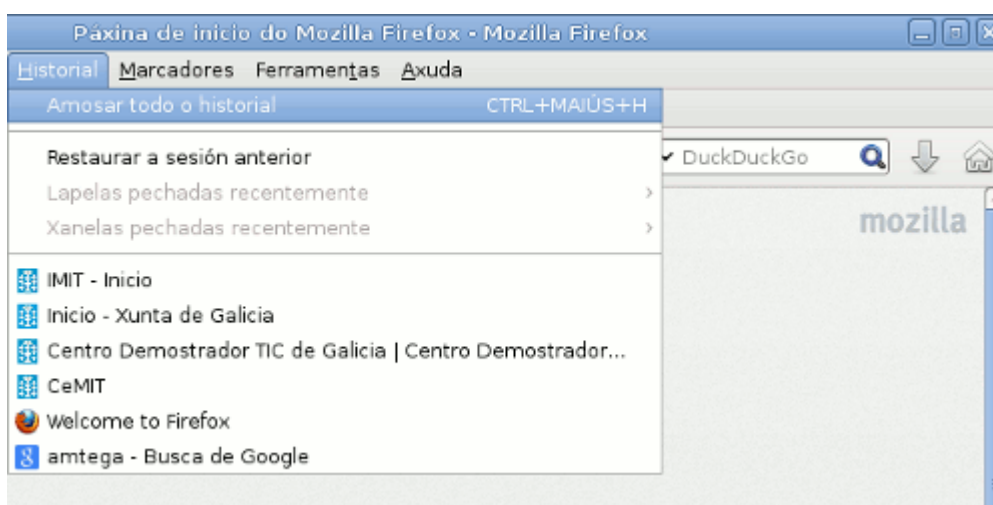 Páxina de inicio do Mozilla Firefox - Mozilla Firefox
Historial Marcadores Ferramentas Axuda
Amosar todo o historial CTRL+MAIÚS+H
Restaurar a sesión anterior
DuckDuckGo
Lapelas pechadas recentemente
Xanelas pechadas recentemente
mozilla
IMIT - Inicio
Inicio - Xunta de Galicia
Centro Demostrador TIC de Galicia | Centro Demostrador...
CeMIT
Welcome to Firefox
8 amtega - Busca de Google